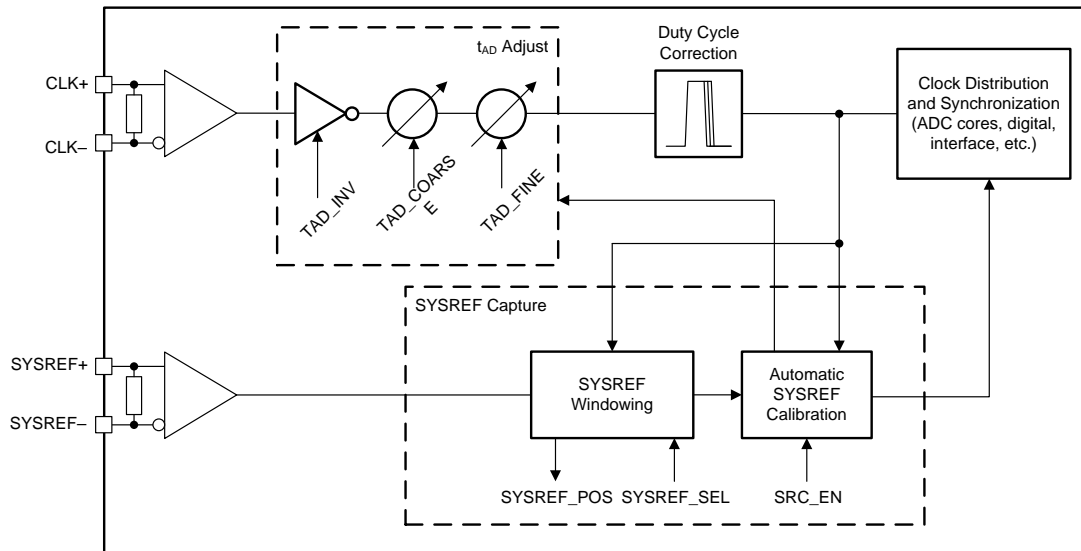 t_AD Adjust
Duty Cycle
Correction
CLK+
CLK–
TAD_INV
TAD_COARS
E
TAD_FINE
Clock Distribution
and Synchronization
(ADC cores, digital,
interface, etc.)
SYSREF Capture
SYSREF+
SYSREF–
SYSREF
Windowing
Automatic
SYSREF
Calibration
SYSREF_POS
SYSREF_SEL
SRC_EN